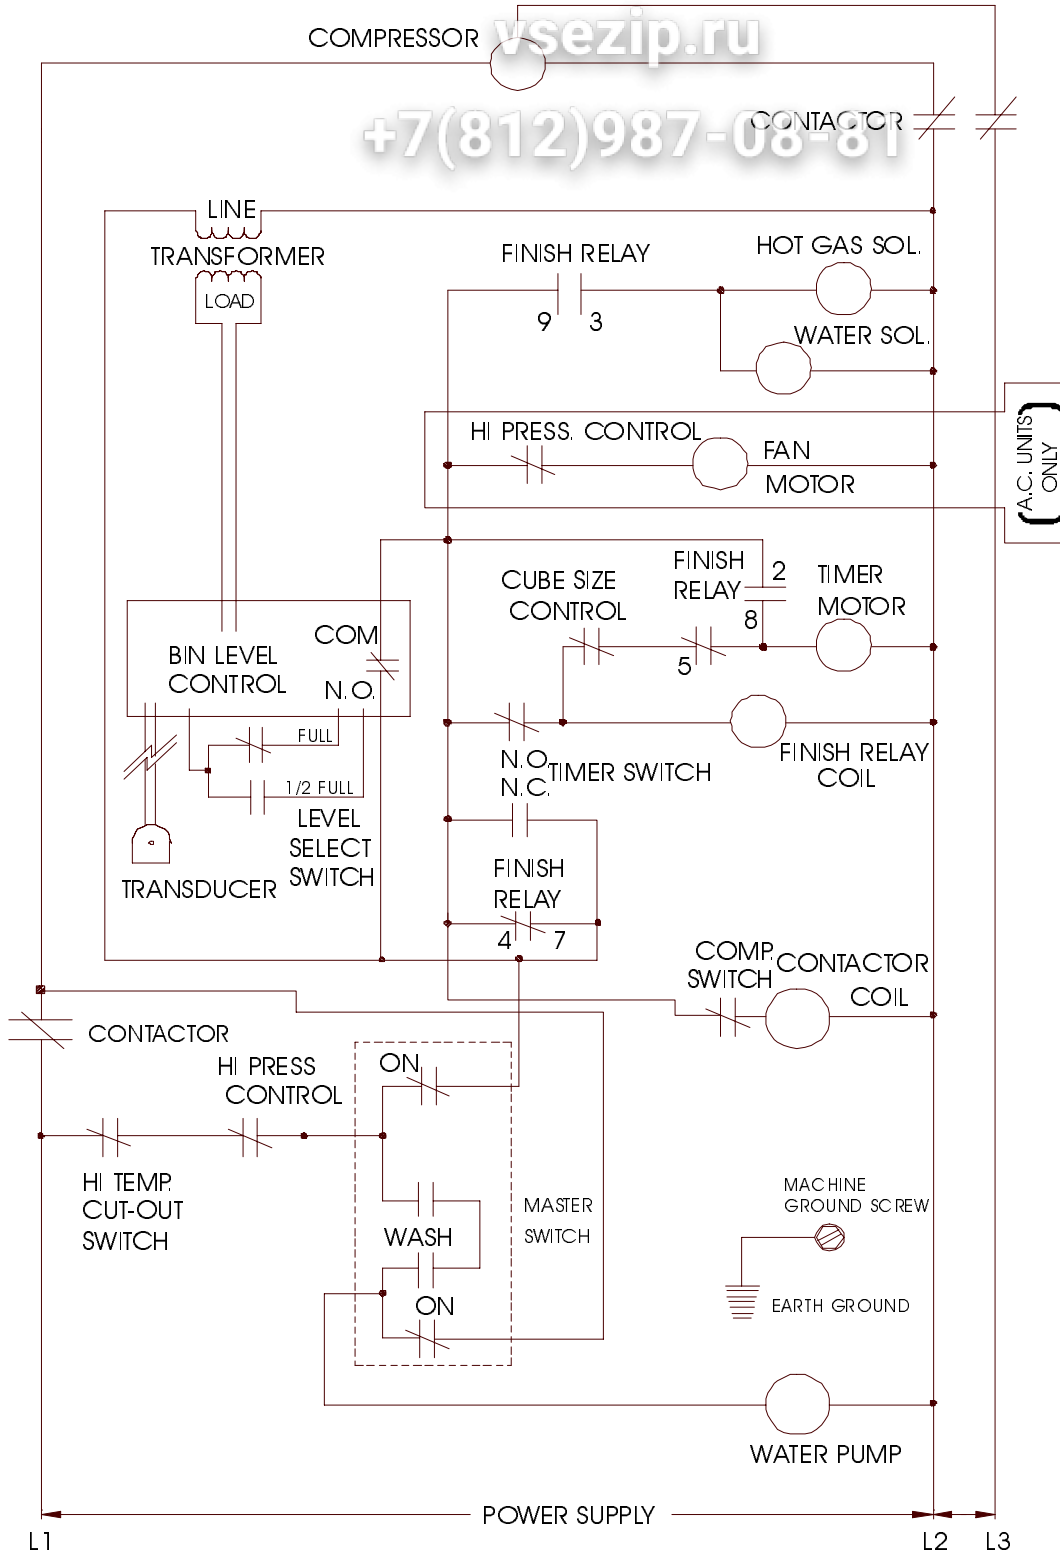 COMPRESSOR
vsezip.ru
+7(812)987-08-81
CONTACTOR
LINE
TRANSFORMER
LOAD
FINISH RELAY
9 3
HOT GAS SOL.
WATER SOL.
HI PRESS. CONTROL
FAN
MOTOR
A.C. UNITS
ONLY
CUBE SIZE
CONTROL
FINISH
RELAY
2
8
5
TIMER
MOTOR
BIN LEVEL
CONTROL
COM
N.O.
FULL
1/2 FULL
LEVEL
SELECT
SWITCH
TRANSDUCER
N.O.
N.C.
TIMER SWITCH
FINISH RELAY
COIL
FINISH
RELAY
4 7
COMP.
SWITCH
CONTACTOR
COIL
CONTACTOR
HI PRESS
CONTROL
HI TEMP.
CUT-OUT
SWITCH
ON
WASH
ON
MASTER
SWITCH
MACHINE
GROUND SCREW
EARTH GROUND
WATER PUMP
POWER SUPPLY
L1 L2 L3